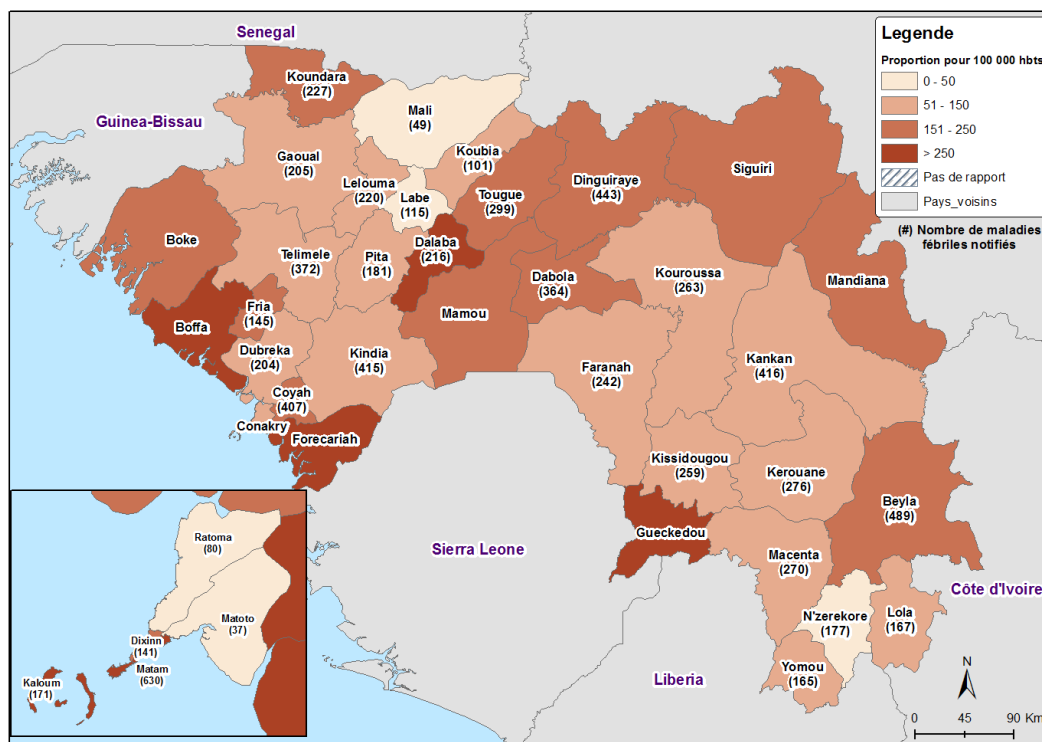 Senegal
Koundara
(227)
Mali
(49)
Guinea-Bissau
Gaoual
(205)
Koubia
(101)
Lelouma
(220)
Labe
(115)
Tougue
(299)
Dinguiraye
(443)
Siguiri
Boke
Telimele
(372)
Pita
(181)
Dalaba
(216)
Dabola
(364)
Kouroussa
(263)
Mandiana
Boffa
Fria
(145)
Mamou
Dubreka
(204)
Kindia
(415)
Faranah
(242)
Kankan
(416)
Coyah
(407)
Conakry
Forecariah
Kissidougou
(259)
Kerouane
(276)
Beyla
(489)
Gueckedou
Sierra Leone
Macenta
(270)
Côte d'Ivoire
N'zerekore
(177)
Lola
(167)
Yomou
(165)
Liberia
Legende
Proportion pour 100 000 hbts
0 - 50
51 - 150
151 - 250
> 250
Pas de rapport
Pays_voisins
(#) Nombre de maladies
fébriles notifiés
Ratoma
(80)
Matoto
(37)
Dixinn
(141)
Matam
(630)
Kaloum
(171)
N
0 45 90 Km